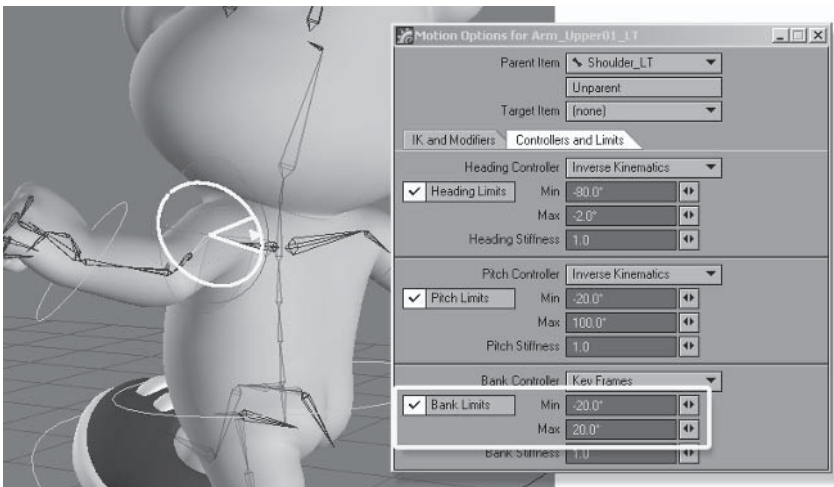 Motion Options for Arm_Upper01_LT
Parent Item Shoulder_LT
Unparent
Target Item (none)
IK and Modifiers Controllers and Limits
Heading Controller Inverse Kinematics
Heading Limits Min -80.0°
Max -2.0°
Heading Stiffness 1.0
Pitch Controller Inverse Kinematics
Pitch Limits Min -20.0°
Max 100.0°
Pitch Stiffness 1.0
Bank Controller Key Frames
Bank Limits Min -20.0°
Max 20.0°
Bank Stiffness 1.0